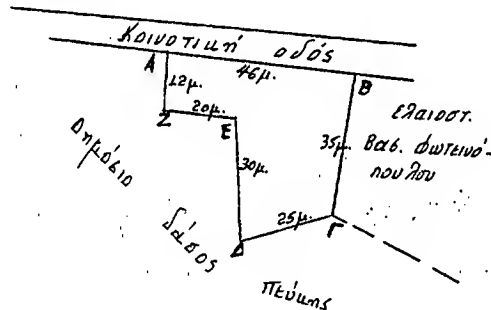 Κοινοτική οδός
Α
46μ.
Β
12μ.
Ζ
20μ.
Ε
Ελαιοστ.
Βασ. Φωτεινό-
πουλου
35μ.
30μ.
Δημόσιο
δάσος
25μ.
Γ
Δ
Πεύκης